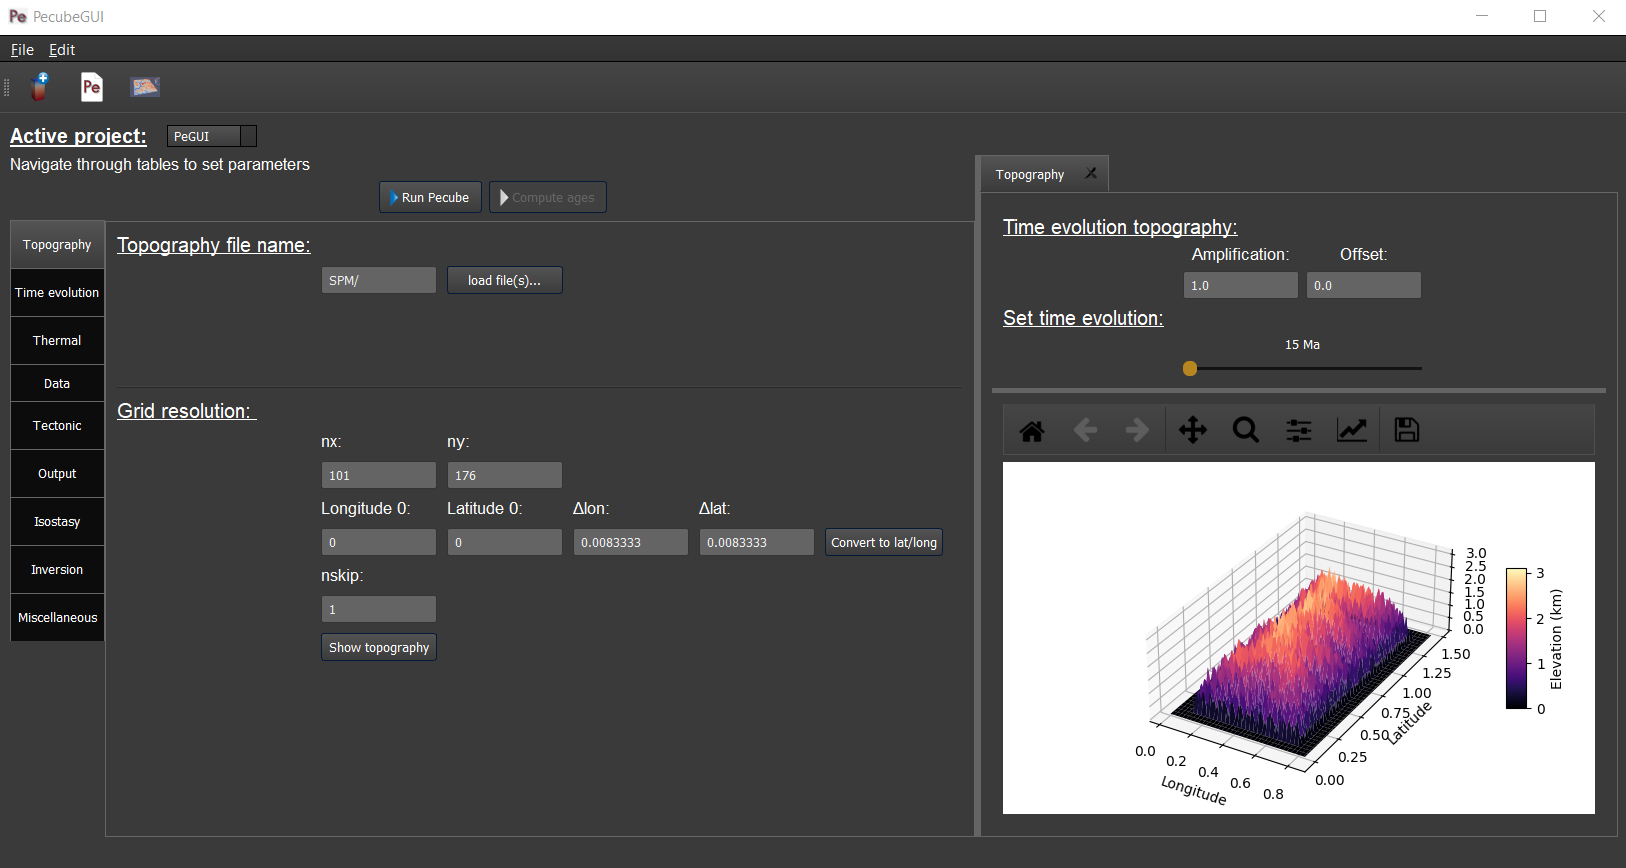 Pe PecubeGUI
File Edit
Pe
Active project: PeGUI
Navigate through tables to set parameters
Run Pecube Compute ages
Topography
Time evolution
Thermal
Data
Tectonic
Output
Isostasy
Inversion
Miscellaneous
Topography file name:
SPM/ load file(s)...
Grid resolution:
nx: ny:
101 176
Longitude 0: Latitude 0: Δlon: Δlat:
0 0 0.0083333 0.0083333 Convert to lat/long
nskip:
1
Show topography
Topography X
Time evolution topography:
Amplification: Offset:
1.0 0.0
Set time evolution:
15 Ma
3.0
2.5
2.0
1.5
1.0
0.5
0.0
1.50
1.25
1.00
0.75
0.50
0.25
0.00
Latitude
0.0
0.2
0.4
0.6
0.8
Longitude
3
2
1
0
Elevation (km)